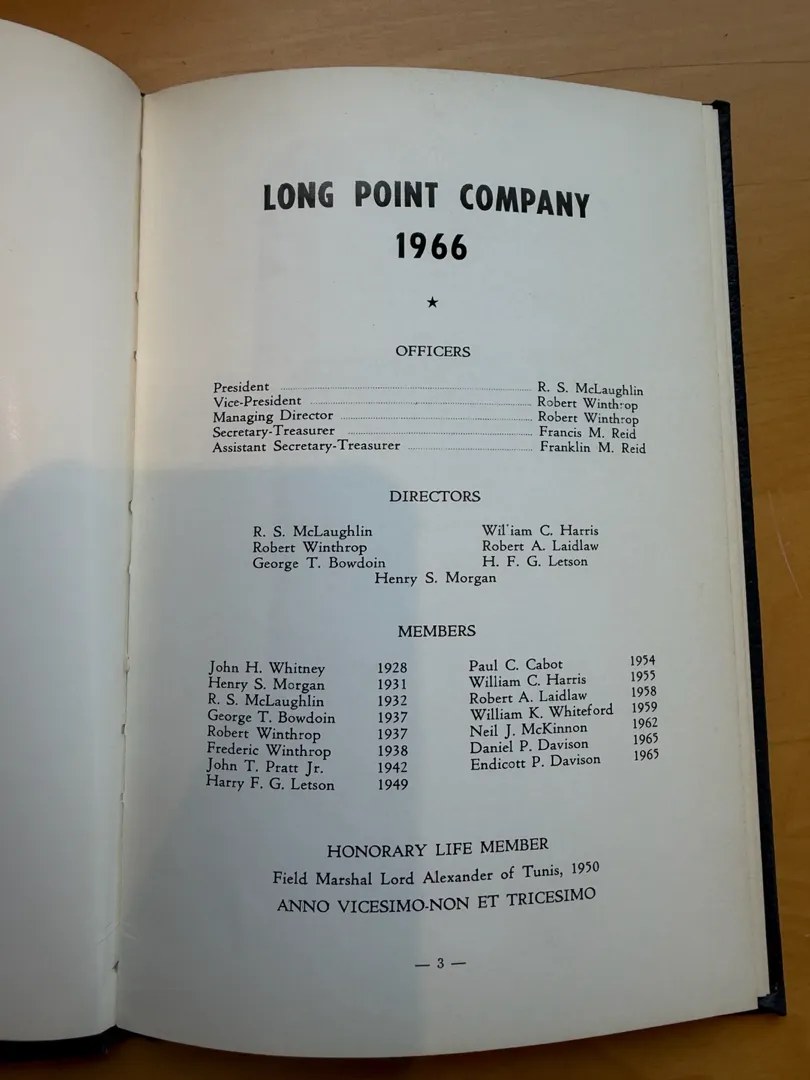 LONG POINT COMPANY
1966
★
OFFICERS
President ........ R. S. McLaughlin
Vice-President ........ Robert Winthrop
Managing Director ........ Robert Winthrop
Secretary-Treasurer ........ Francis M. Reid
Assistant Secretary-Treasurer ........ Franklin M. Reid
DIRECTORS
R. S. McLaughlin Wil'iam C. Harris
Robert Winthrop Robert A. Laidlaw
George T. Bowdoin H. F. G. Letson
Henry S. Morgan
MEMBERS
John H. Whitney 1928 Paul C. Cabot 1954
Henry S. Morgan 1931 William C. Harris 1955
R. S. McLaughlin 1932 Robert A. Laidlaw 1958
George T. Bowdoin 1937 William K. Whiteford 1959
Robert Winthrop 1937 Neil J. McKinnon 1962
Frederic Winthrop 1938 Daniel P. Davison 1965
John T. Pratt Jr. 1942 Endicott P. Davison 1965
Harry F. G. Letson 1949
HONORARY LIFE MEMBER
Field Marshal Lord Alexander of Tunis, 1950
ANNO VICESIMO-NON ET TRICESIMO
— 3 —